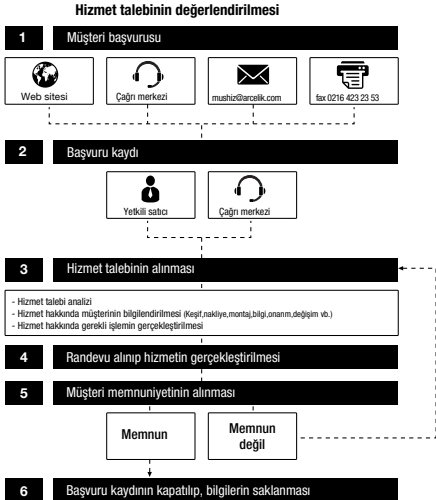 Hizmet talebinin değerlendirilmesi
1 Müşteri başvurusu
Web sitesi
Çağrı merkezi
mushiz@arcelik.com
fax 0216 423 23 53
2 Başvuru kaydı
Yetkili satıcı
Çağrı merkezi
3 Hizmet talebinin alınması
- Hizmet talebi analizi
- Hizmet hakkında müşterinin bilgilendirilmesi (Keşif,nakliye,montaj,bilgi,onarım,değişim vb.)
- Hizmet hakkında gerekli işlemin gerçekleştirilmesi
4 Randevu alınıp hizmetin gerçekleştirilmesi
5 Müşteri memnuniyetinin alınması
Memnun
Memnun
değil
6 Başvuru kaydının kapatılıp, bilgilerin saklanması